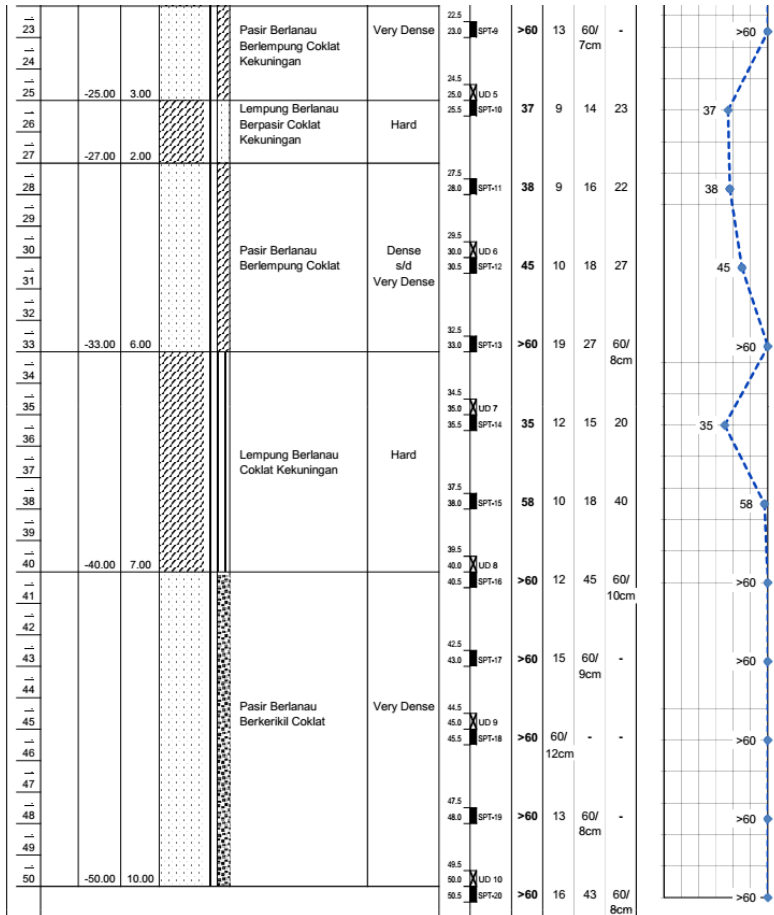 22.5
23 Pasir Berlanau Very Dense 23.0 SPT-9 >60 13 60/ - >60
Berlempung Coklat 7cm
24 Kekuningan
24.5
25 -25.00 3.00 25.0 UD 5
Lempung Berlanau 25.5 SPT-10 37 9 14 23 37
26 Berpasir Coklat Hard
Kekuningan
27 -27.00 2.00
27.5
28 28.0 SPT-11 38 9 16 22 38
29
29.5
30 Pasir Berlanau Dense 30.0 UD 6
Berlempung Coklat s/d 30.5 SPT-12 45 10 18 27 45
31 Very Dense
32
32.5
33 -33.00 6.00 33.0 SPT-13 >60 19 27 60/ >60
8cm
34
34.5
35 35.0 UD 7
35.5 SPT-14 35 12 15 20 35
36
Lempung Berlanau Hard
37 Coklat Kekuningan
37.5
38 38.0 SPT-15 58 10 18 40 58
39
39.5
40 -40.00 7.00 40.0 UD 8
40.5 SPT-16 >60 12 45 60/ >60
41 10cm
42
42.5
43 43.0 SPT-17 >60 15 60/ - >60
9cm
44
Pasir Berlanau Very Dense 44.5
45 Berkerikil Coklat 45.0 UD 9
45.5 SPT-18 >60 60/ - - >60
46 12cm
47
47.5
48 48.0 SPT-19 >60 13 60/ - >60
8cm
49
49.5
50 -50.00 10.00 50.0 UD 10
50.5 SPT-20 >60 16 43 60/ >60
8cm